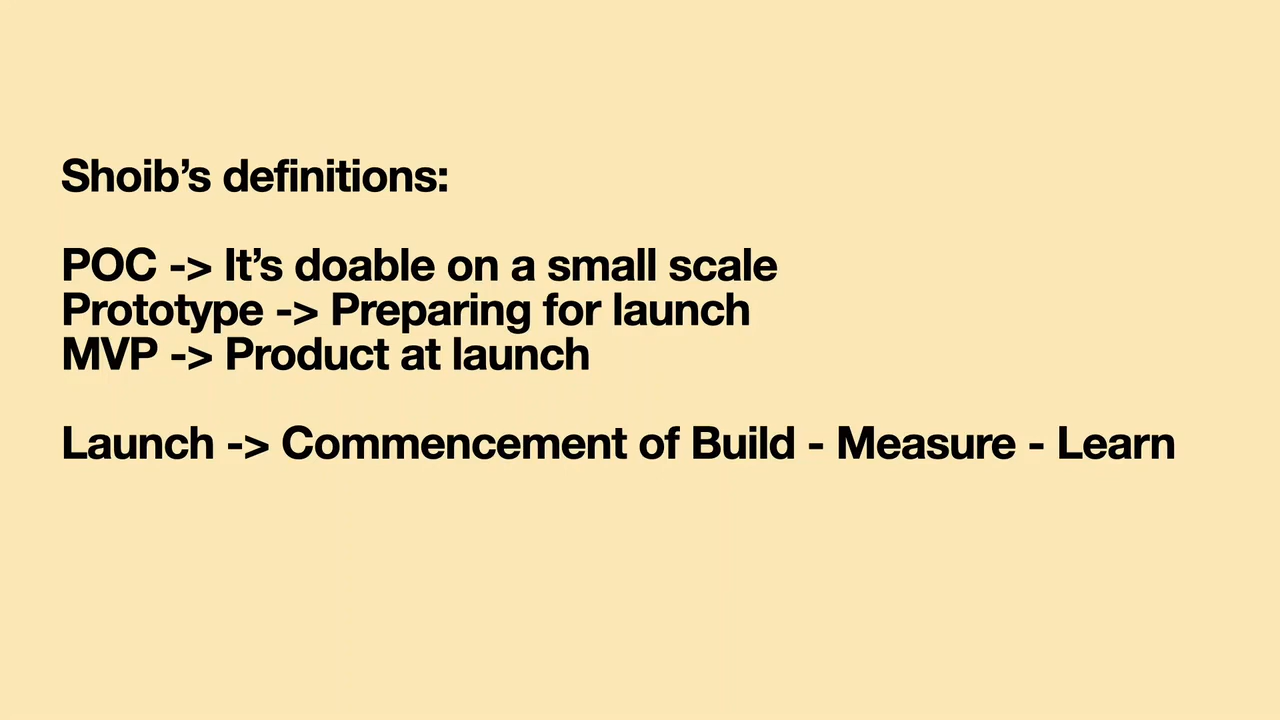 Shoib’s definitions:
POC -> It’s doable on a small scale
Prototype -> Preparing for launch
MVP -> Product at launch
Launch -> Commencement of Build - Measure - Learn